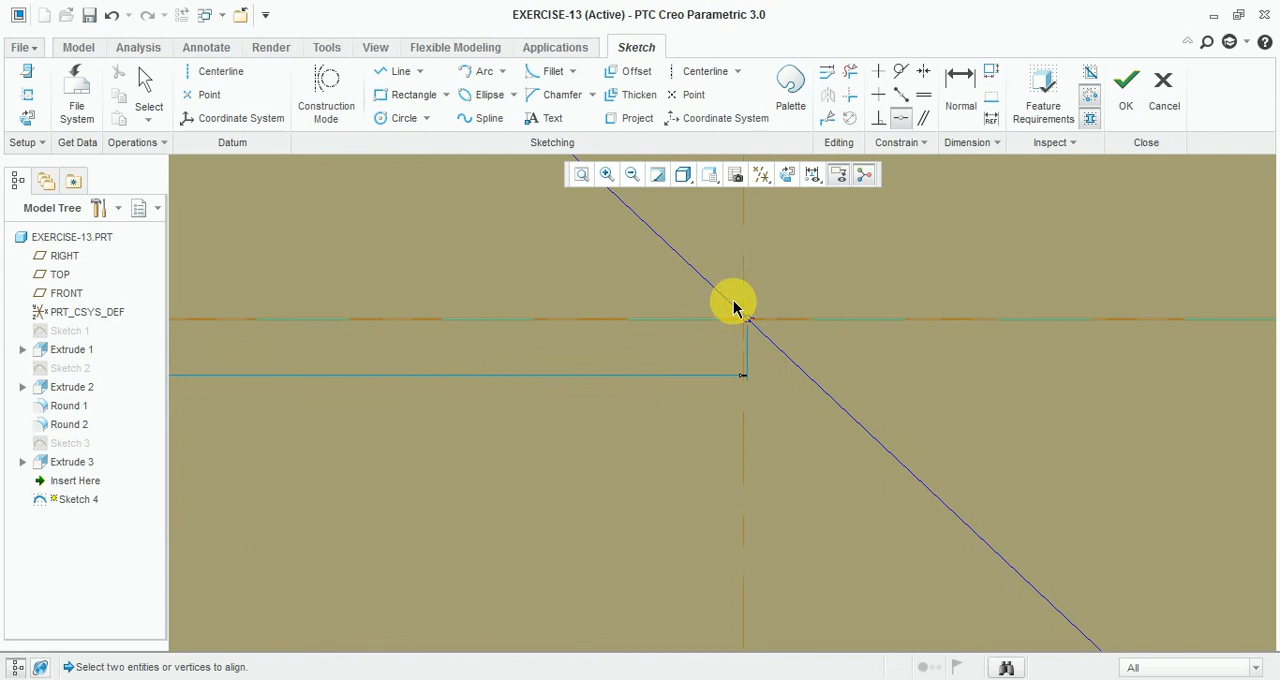 EXERCISE-13 (Active) - PTC Creo Parametric 3.0
File Model Analysis Annotate Render Tools View Flexible Modeling Applications Sketch
Centerline Line Arc Fillet Offset Centerline
Point Rectangle Ellipse Chamfer Thicken Point
Coordinate System Circle Spline Text Project Coordinate System
File System Select Construction Mode Palette Normal Feature Requirements OK Cancel
Setup Get Data Operations Datum Sketching Editing Constrain Dimension Inspect Close
REF
Model Tree
EXERCISE-13.PRT
RIGHT
TOP
FRONT
PRT_CSYS_DEF
Sketch 1
Extrude 1
Sketch 2
Extrude 2
Round 1
Round 2
Sketch 3
Extrude 3
Insert Here
Sketch 4
Select two entities or vertices to align.
All